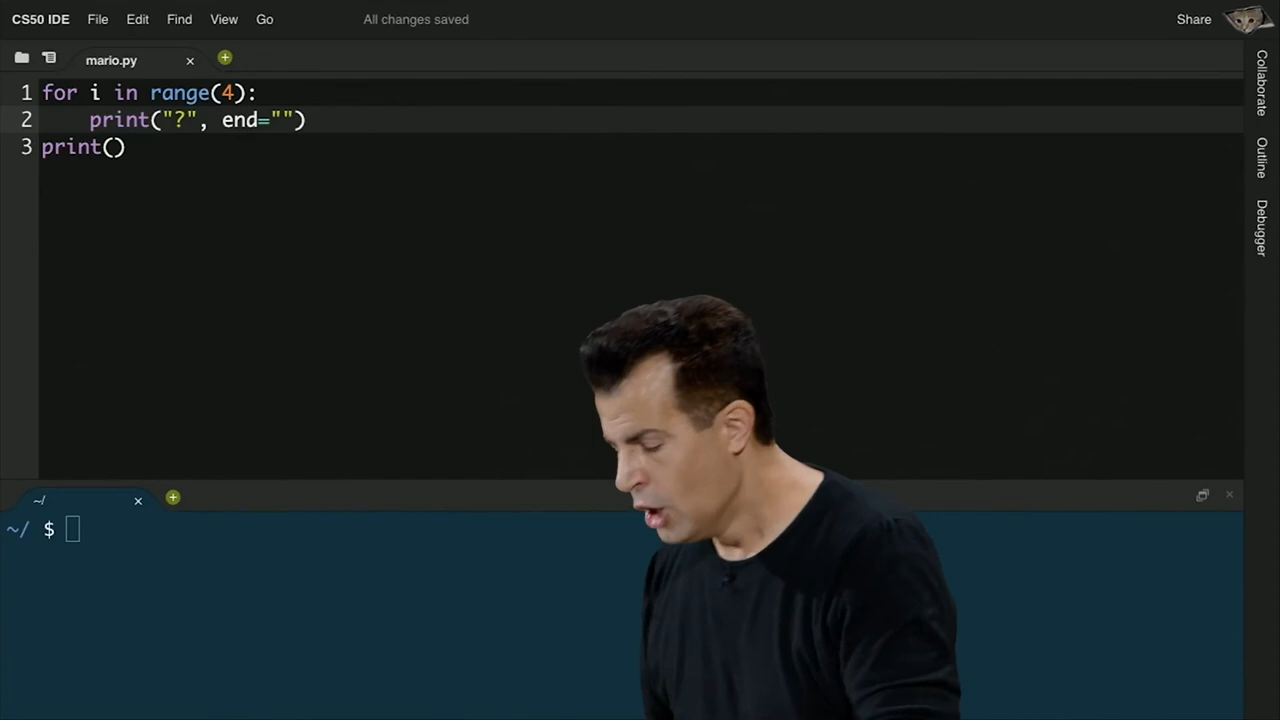 CS50 IDE File Edit Find View Go All changes saved Share
mario.py
1 for i in range(4):
2 print("?", end="")
3 print()
Collaborate
Outline
Debugger
~/
~/ $